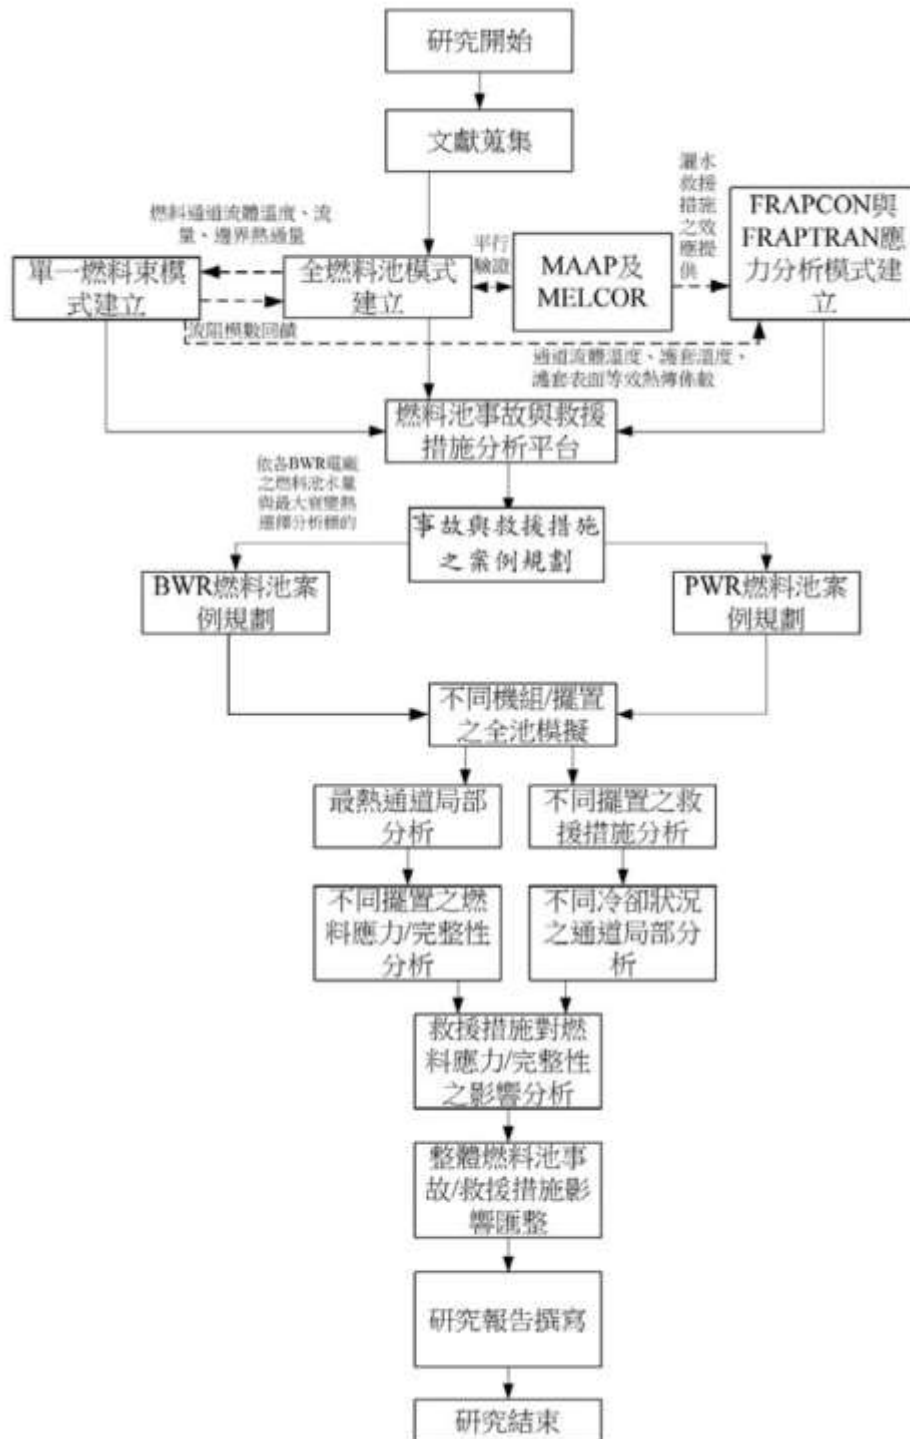 研究開始
文獻蒐集
燃料通道流體溫度、流
量、邊界熱通量
單一燃料束模
式建立
全燃料池模式
建立
平行
驗證
MAAP及
MELCOR
灑水
救援
措施
之效
應提
供
FRAPCON與
FRAPTRAN應
力分析模式建
立
流阻模數回饋
通道流體溫度、護套溫度、
護套表面等效熱傳係數
燃料池事故與救援
措施分析平台
依各BWR電廠
之燃料池水量
與最大衰變熱
選擇分析標的
事故與救援措施
之案例規劃
BWR燃料池案
例規劃
PWR燃料池案
例規劃
不同機組/擺置
之全池模擬
最熱通道局部
分析
不同擺置之救
援措施分析
不同擺置之燃
料應力/完整性
分析
不同冷卻狀況
之通道局部分
析
救援措施對燃
料應力/完整性
之影響分析
整體燃料池事
故/救援措施影
響匯整
研究報告撰寫
研究結束